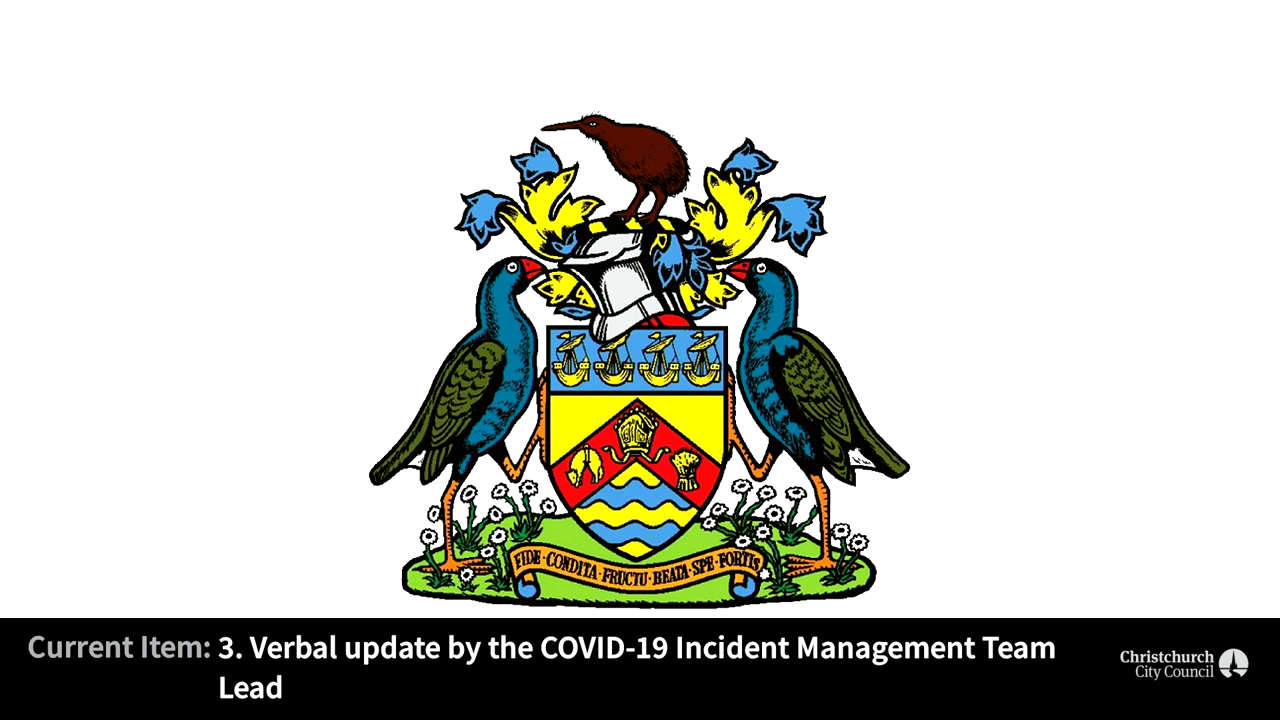 FIDE·CONDITA·FRUCTU·BEATA·SPE·FORTIS
Current Item: 3. Verbal update by the COVID-19 Incident Management Team
Lead
Christchurch
City Council